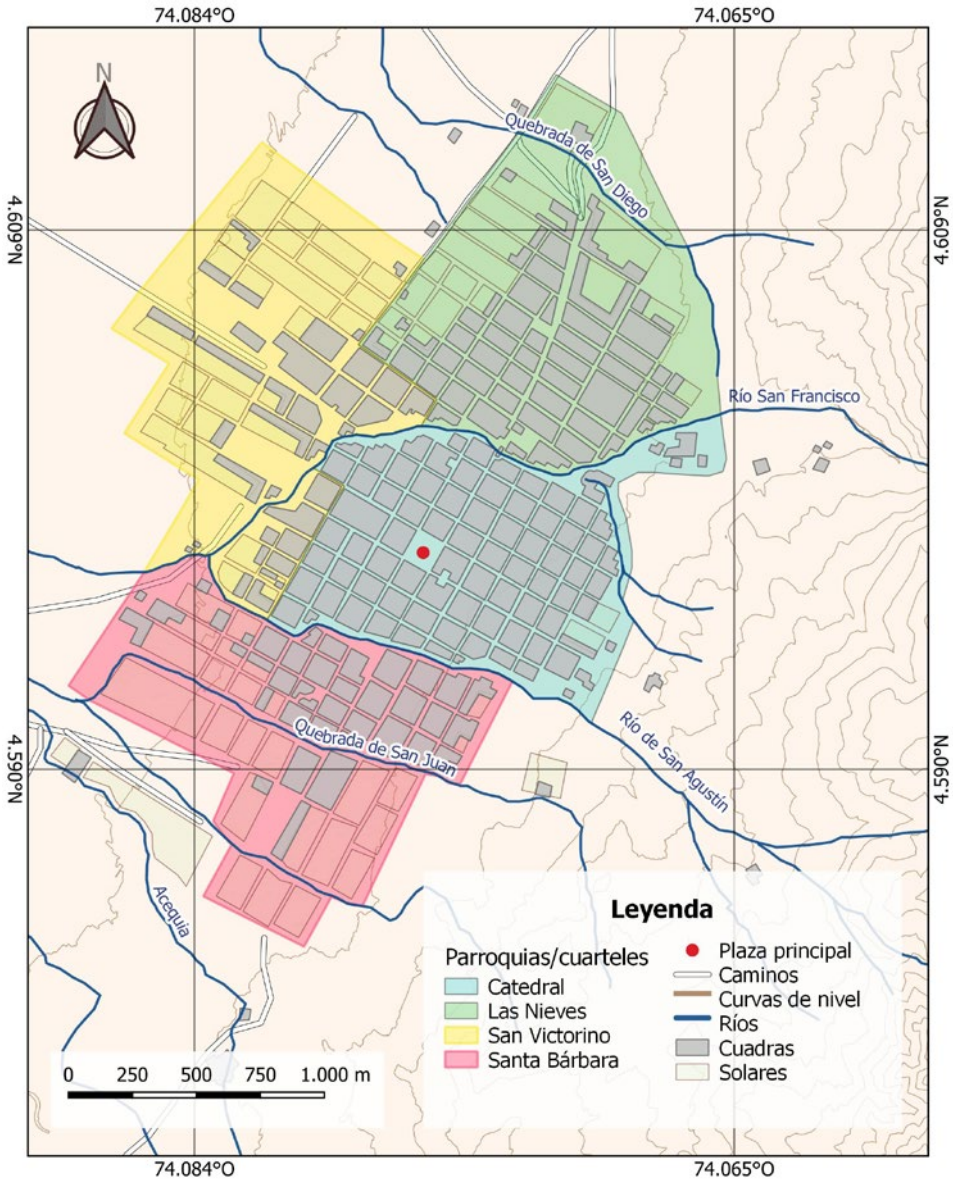 74.084°O
74.065°O
N
Quebrada de San Diego
4.609°N
4.609°N
Río San Francisco
Quebrada de San Juan
Río de San Agustín
4.590°N
4.590°N
Acequia
Leyenda
Parroquias/cuarteles
Catedral
Las Nieves
San Victorino
Santa Bárbara
Plaza principal
Caminos
Curvas de nivel
Ríos
Cuadras
Solares
0 250 500 750 1.000 m
74.084°O
74.065°O